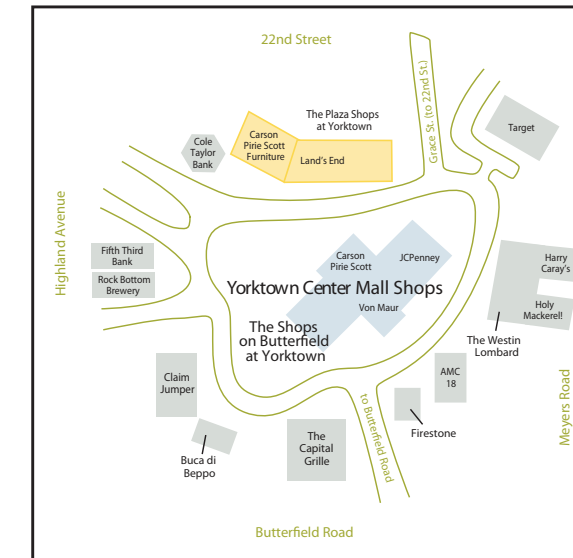 22nd Street
Grace St. (to 22nd St.)
The Plaza Shops
at Yorktown
Target
Cole
Taylor
Bank
Carson
Pirie Scott
Furniture
Land's End
Highland Avenue
Fifth Third
Bank
Rock Bottom
Brewery
Carson
Pirie Scott
JCPenney
Harry
Caray's
Yorktown Center Mall Shops
Von Maur
Holy
Mackerel!
The Shops
on Butterfield
at Yorktown
The Westin
Lombard
Claim
Jumper
AMC
18
to Butterfield Road
Meyers Road
Firestone
The
Capital
Grille
Buca di
Beppo
Butterfield Road